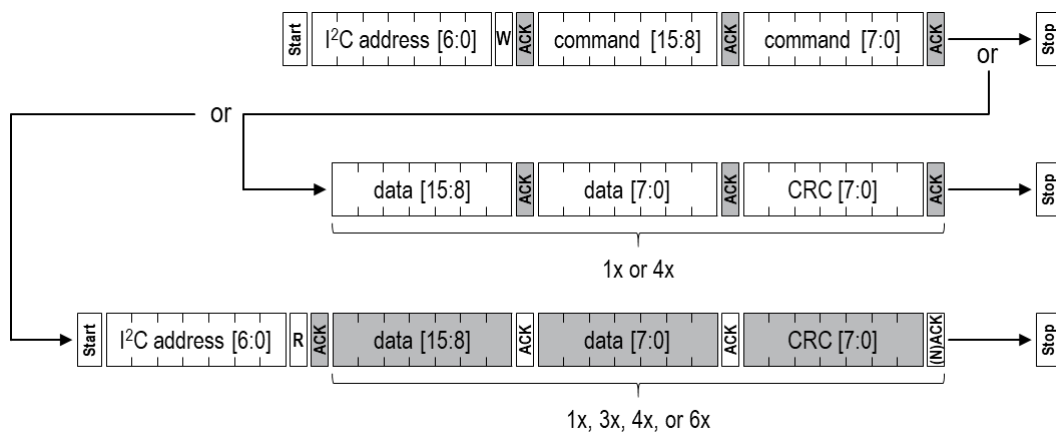 Start I²C address [6:0] W ACK command [15:8] ACK command [7:0] ACK or Stop
or
data [15:8] ACK data [7:0] ACK CRC [7:0] ACK Stop
1x or 4x
Start I²C address [6:0] R ACK data [15:8] ACK data [7:0] ACK CRC [7:0] (N)ACK Stop
1x, 3x, 4x, or 6x